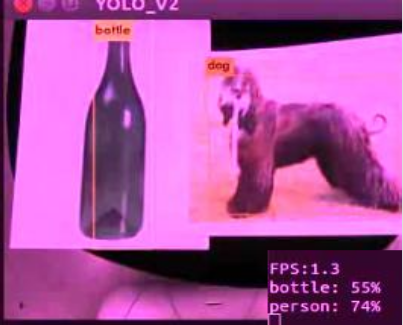 YOLO_V2
bottle
dog
FPS:1.3
bottle: 55%
person: 74%